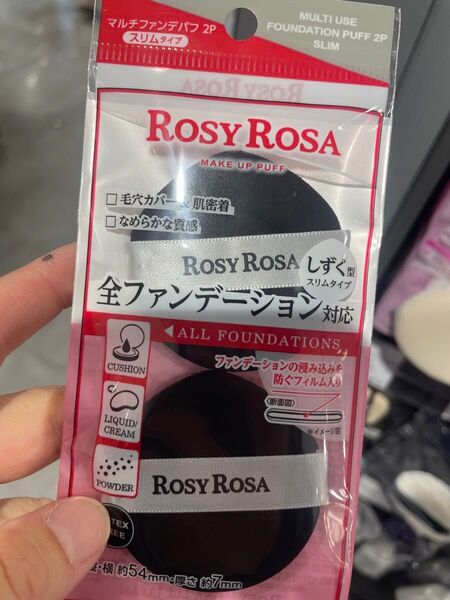 マルチファンデパフ 2P
スリムタイプ
MULTI USE
FOUNDATION PUFF 2P
SLIM
ROSY ROSA
MAKE UP PUFF
毛穴カバー & 肌密着
なめらかな質感
ROSY ROSA
しずく型
スリムタイプ
全ファンデーション対応
ALL FOUNDATIONS
CUSHION
LIQUID/
CREAM
POWDER
ファンデーションの浸み込みを
防ぐフィルム入り
<断面図>
※イメージ図
ROSY ROSA
横 約54mm・厚さ 約7mm